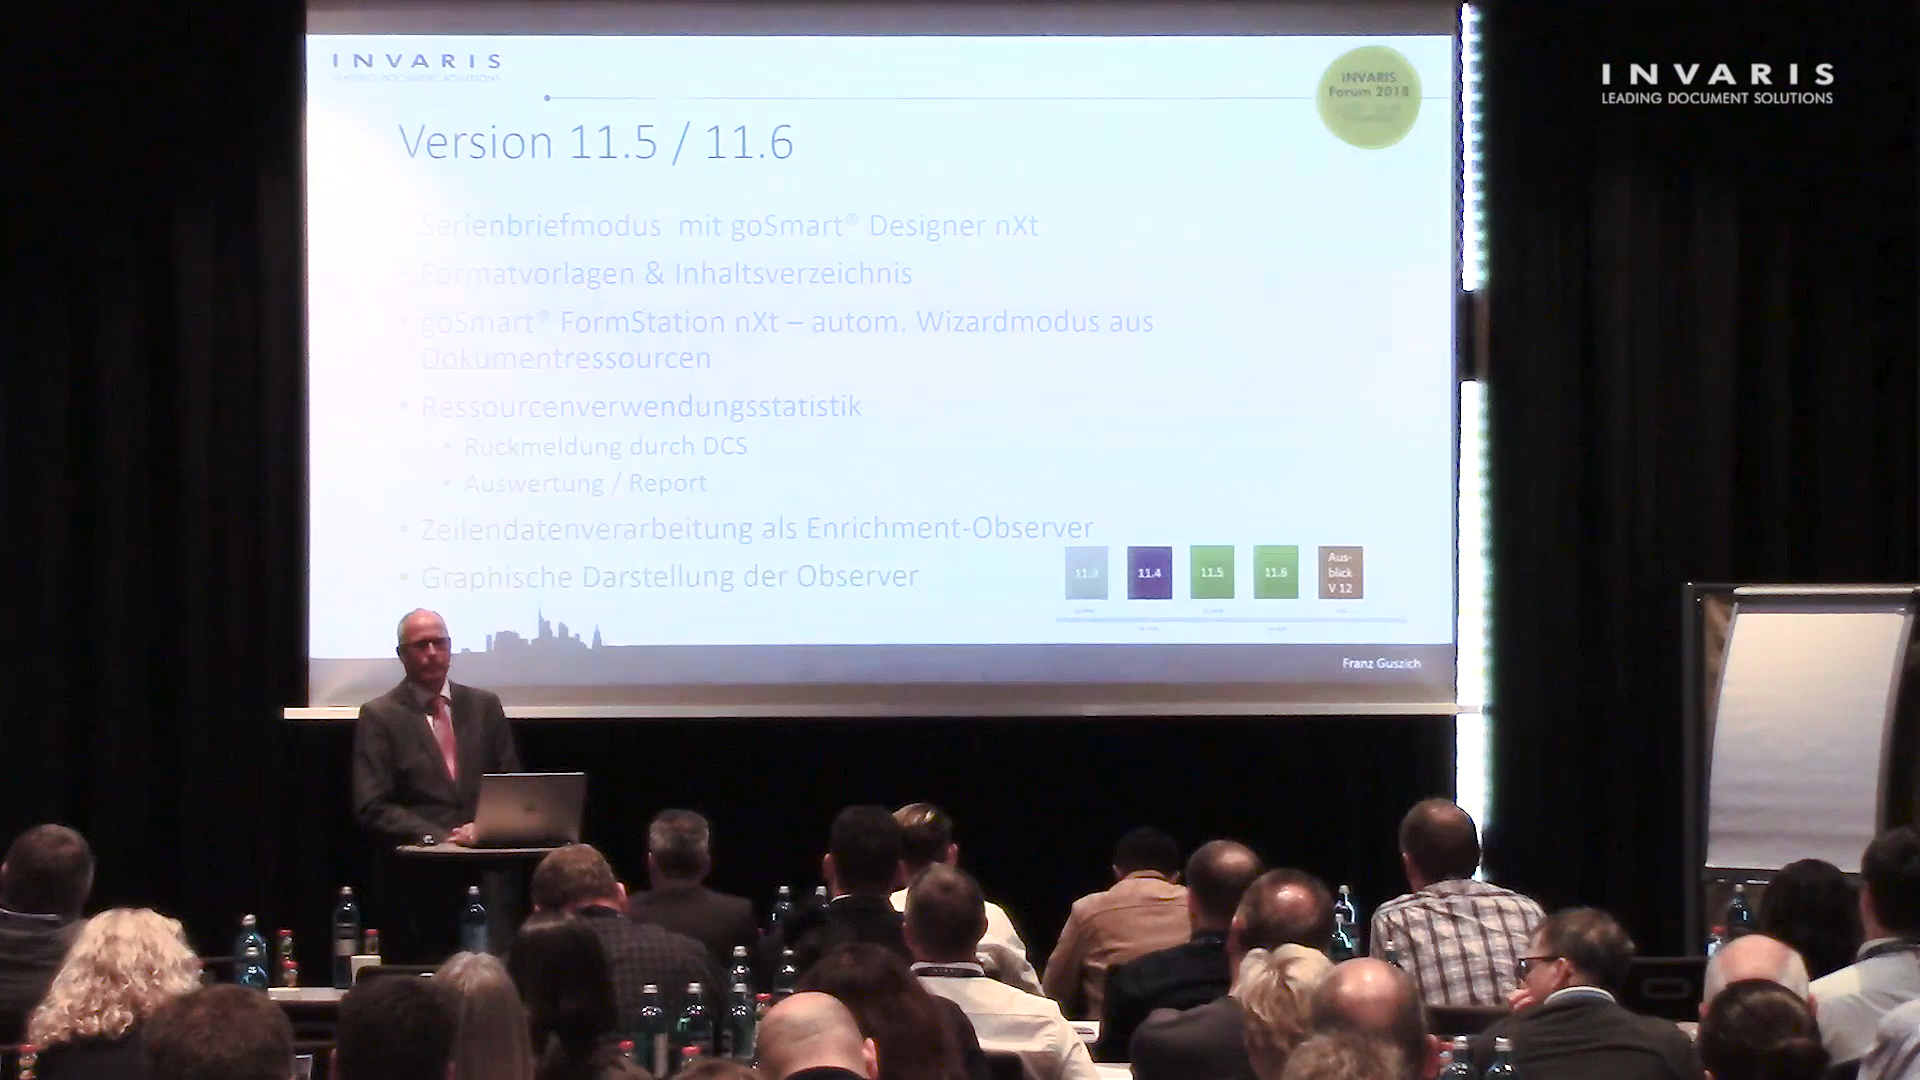 INVARIS
LEADING DOCUMENT SOLUTIONS
INVARIS
Forum 2018
INVARIS
LEADING DOCUMENT SOLUTIONS
Version 11.5 / 11.6
Serienbriefmodus mit goSmart® Designer nXt
• Formatvorlagen & Inhaltsverzeichnis
• goSmart® FormStation nXt – autom. Wizardmodus aus
Dokumentressourcen
• Ressourcenverwendungsstatistik
• Rückmeldung durch DCS
• Auswertung / Report
• Zeilendatenverarbeitung als Enrichment-Observer
• Graphische Darstellung der Observer
11.3
11.4
11.5
11.6
Aus-
blick
V 12
Franz Guszich